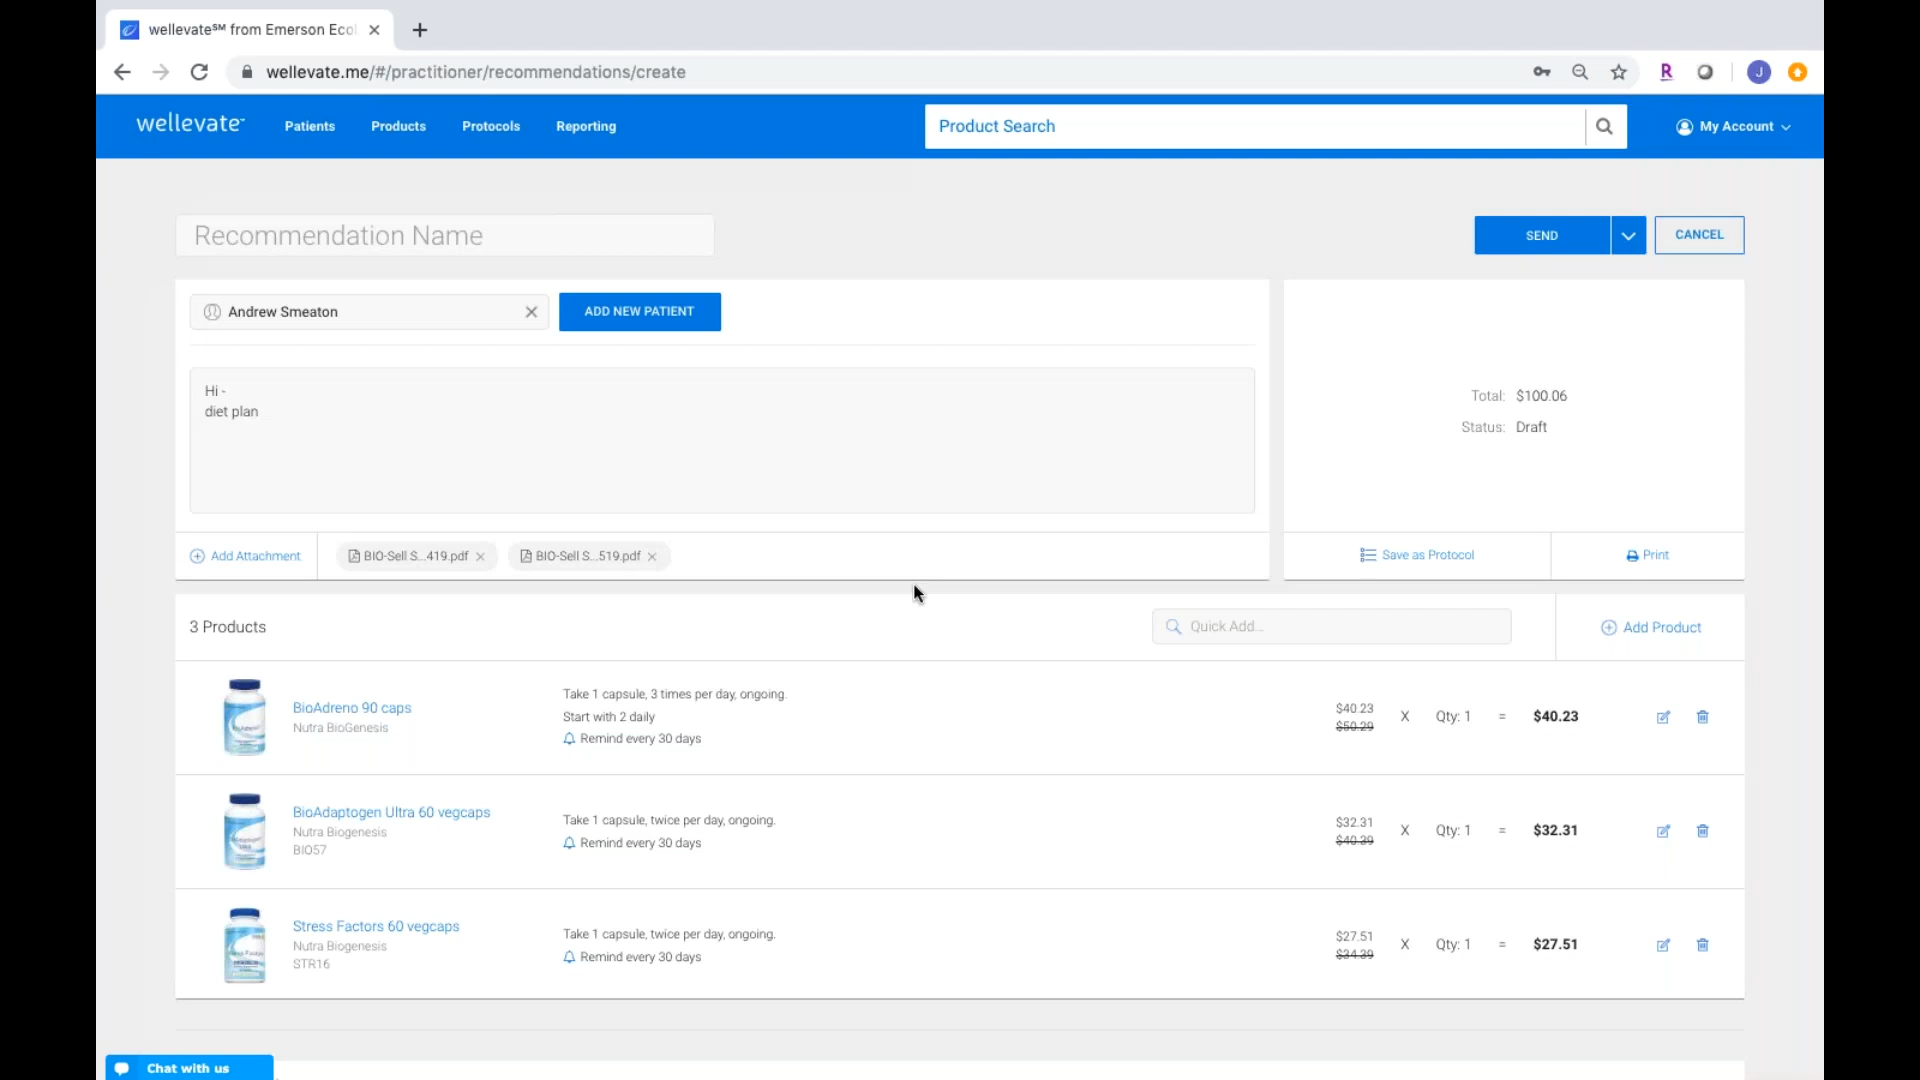 wellevate℠ from Emerson Ecol
wellevate.me/#/practitioner/recommendations/create
R
J
wellevate
Patients
Products
Protocols
Reporting
Product Search
My Account
Recommendation Name
SEND
CANCEL
Andrew Smeaton
ADD NEW PATIENT
Hi -
diet plan
Total: $100.06
Status: Draft
Add Attachment
BIO-Sell S...419.pdf
BIO-Sell S...519.pdf
Save as Protocol
Print
3 Products
Quick Add...
Add Product
BioAdreno 90 caps
Nutra BioGenesis
Take 1 capsule, 3 times per day, ongoing.
Start with 2 daily
Remind every 30 days
$40.23
$50.29
X Qty: 1 = $40.23
BioAdaptogen Ultra 60 vegcaps
Nutra Biogenesis
BIO57
Take 1 capsule, twice per day, ongoing.
Remind every 30 days
$32.31
$40.39
X Qty: 1 = $32.31
Stress Factors 60 vegcaps
Nutra Biogenesis
STR16
Take 1 capsule, twice per day, ongoing.
Remind every 30 days
$27.51
$34.39
X Qty: 1 = $27.51
Chat with us